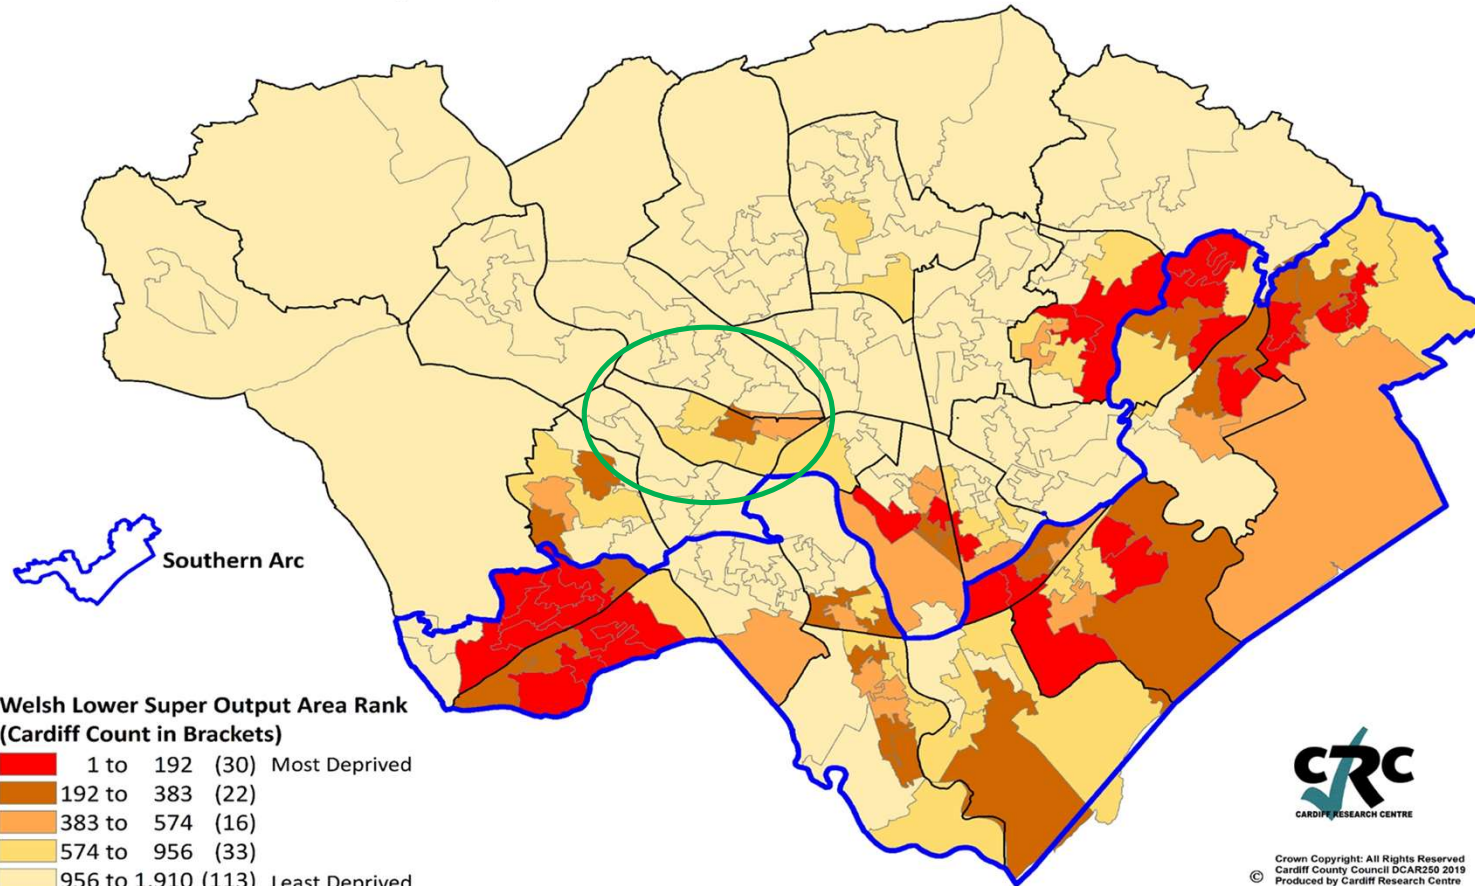 Southern Arc
Welsh Lower Super Output Area Rank
(Cardiff Count in Brackets)
1 to 192 (30) Most Deprived
192 to 383 (22)
383 to 574 (16)
574 to 956 (33)
956 to 1,910 (113) Least Deprived
CRC
CARDIFF RESEARCH CENTRE
Crown Copyright: All Rights Reserved
Cardiff County Council DCAR250 2019
© Produced by Cardiff Research Centre